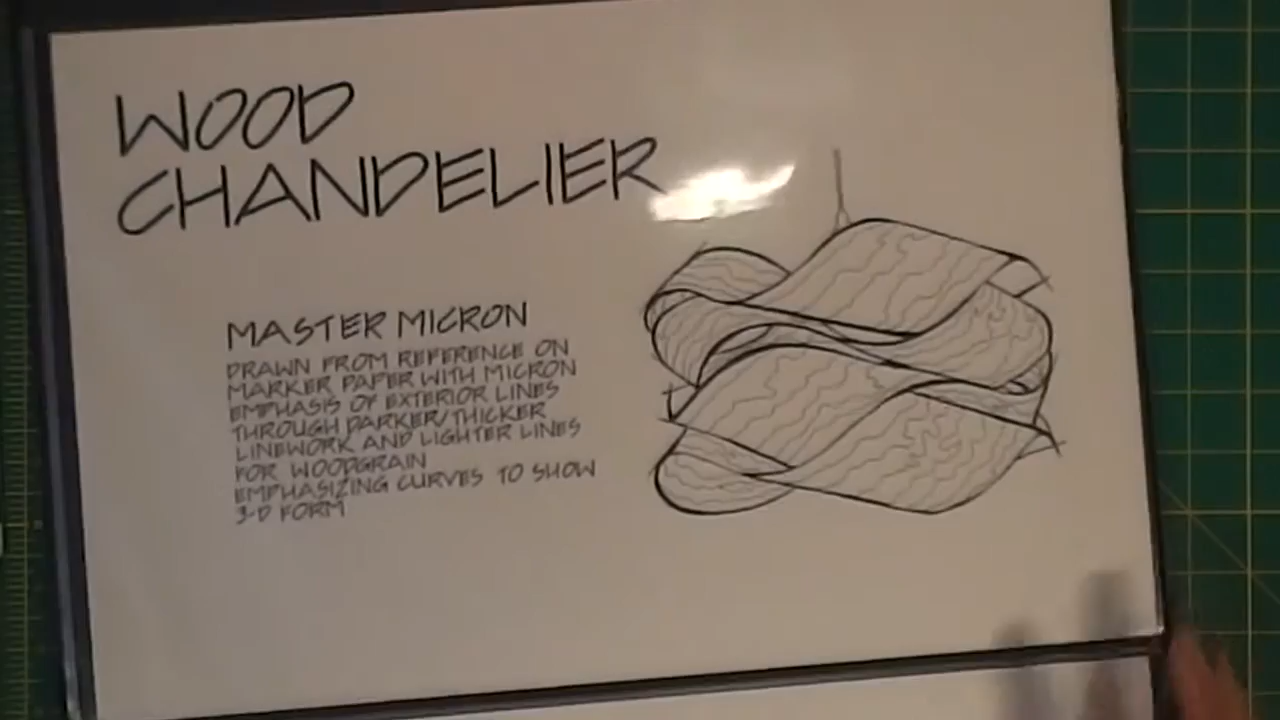 WOOD
CHANDELIER
MASTER MICRON
DRAWN FROM REFERENCE ON
MARKER PAPER WITH MICRON
EMPHASIS OF EXTERIOR LINES
THROUGH DARKER/THICKER
LINEWORK AND LIGHTER LINES
FOR WOODGRAIN
EMPHASIZING CURVES TO SHOW
3-D FORM